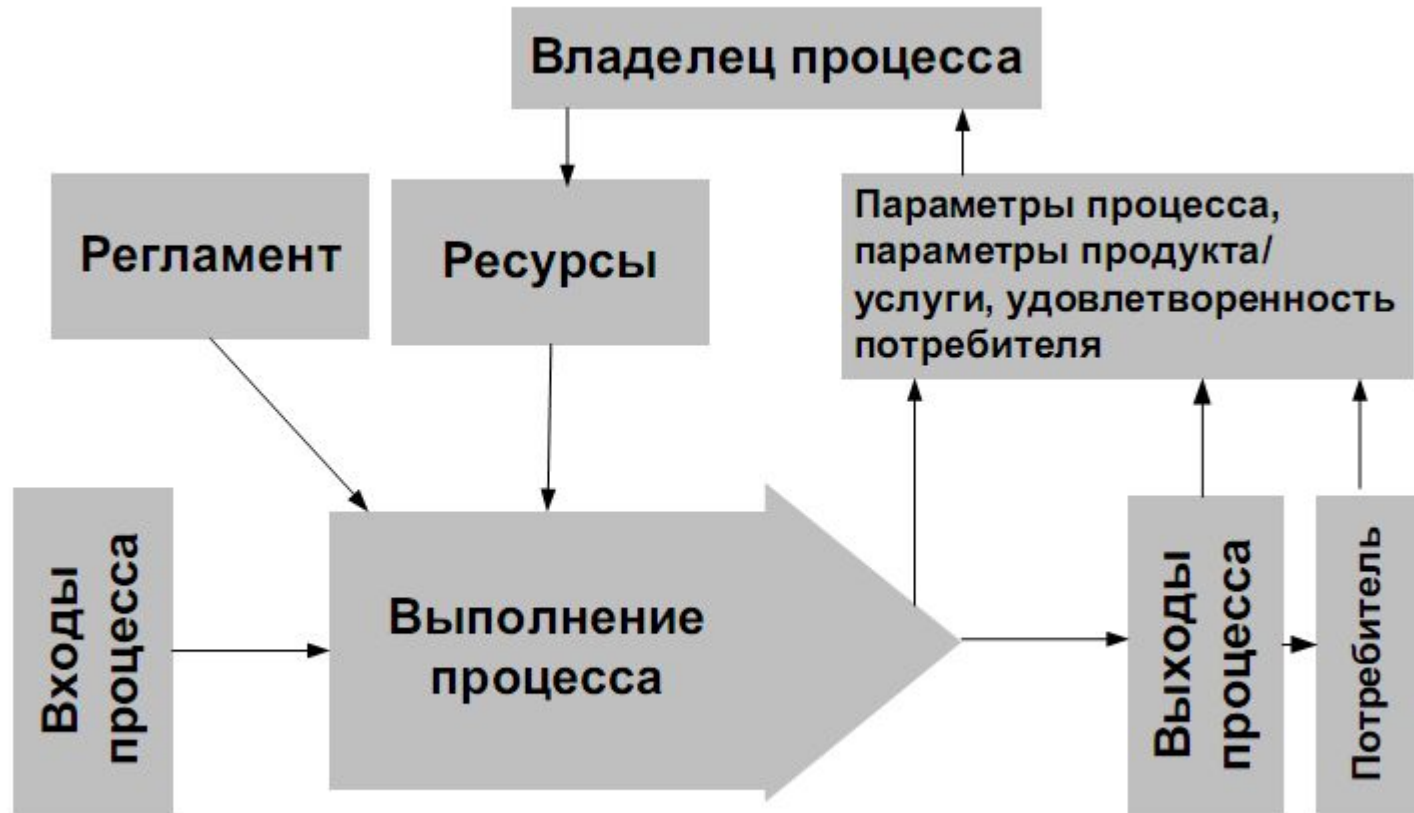 Владелец процесса
Регламент
Ресурсы
Параметры процесса,
параметры продукта/
услуги, удовлетворенность
потребителя
Входы
процесса
Выполнение
процесса
Выходы
процесса
Потребитель